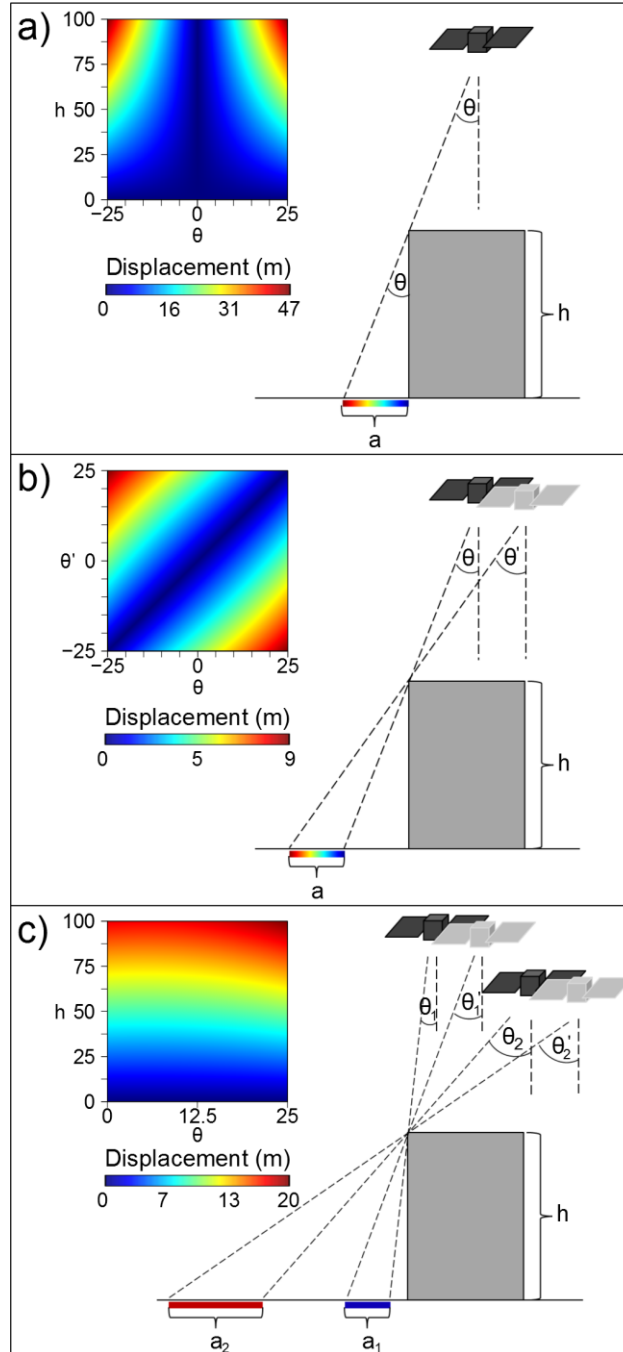 a)
100
75
h 50
25
0
−25 0 25
θ
Displacement (m)
0 16 31 47
θ
θ
h
a
b)
25
θ' 0
−25
−25 0 25
θ
Displacement (m)
0 5 9
θ θ'
h
a
c)
100
75
h 50
25
0
0 12.5 25
θ
Displacement (m)
0 7 13 20
θ₁ θ₁'
θ₂ θ₂'
h
a₂ a₁